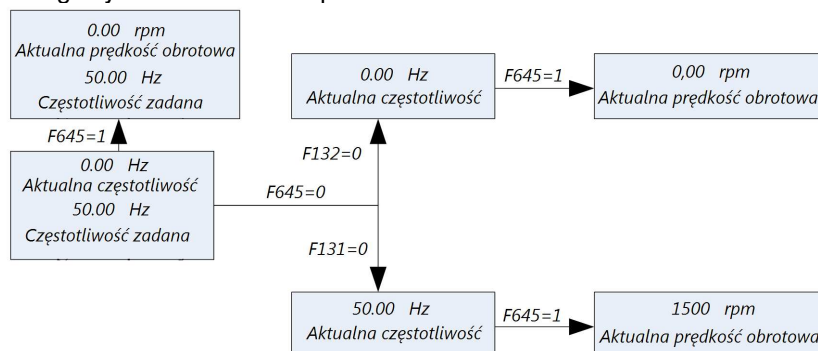 0.00 rpm
Aktualna prędkość obrotowa
50.00 Hz
Częstotliwość zadana
F645=1
0.00 Hz
Aktualna częstotliwość
50.00 Hz
Częstotliwość zadana
F645=0
F132=0
F131=0
0.00 Hz
Aktualna częstotliwość
F645=1
0,00 rpm
Aktualna prędkość obrotowa
50.00 Hz
Aktualna częstotliwość
F645=1
1500 rpm
Aktualna prędkość obrotowa